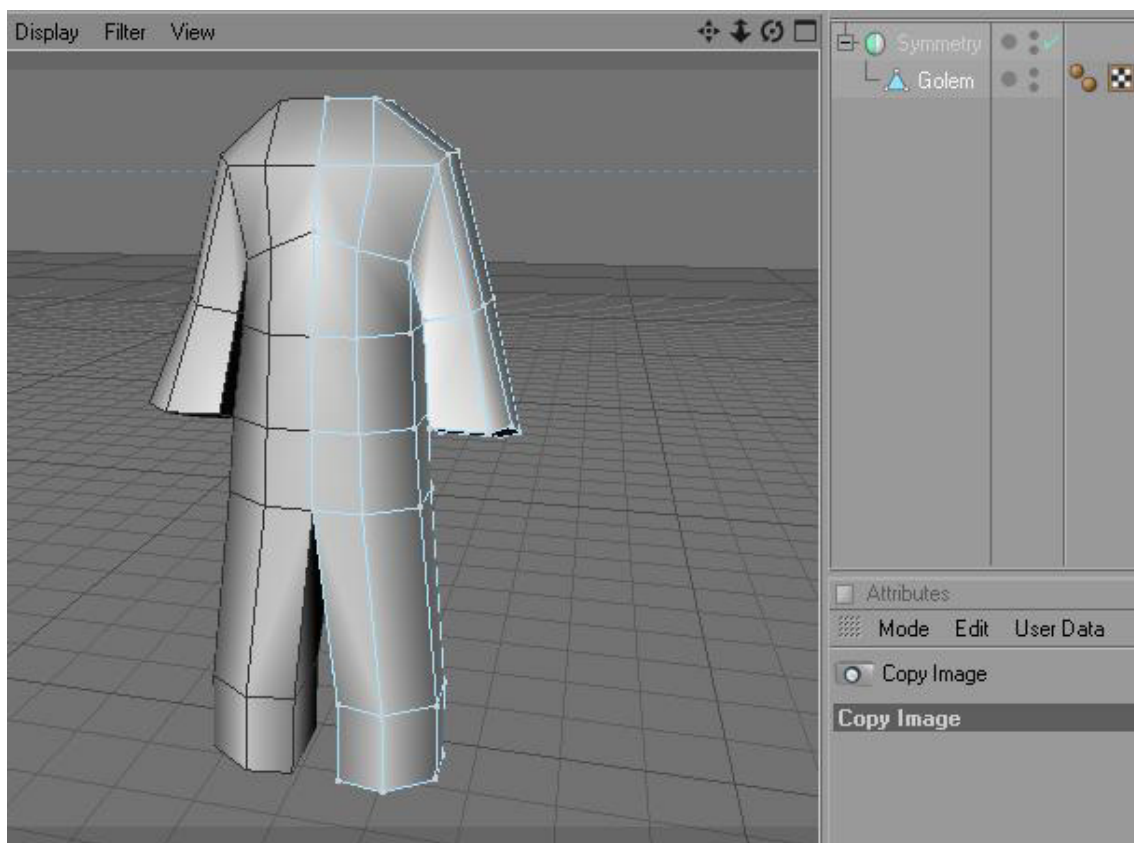 Display Filter View
Symmetry
Golem
Attributes
Mode Edit User Data
Copy Image
Copy Image